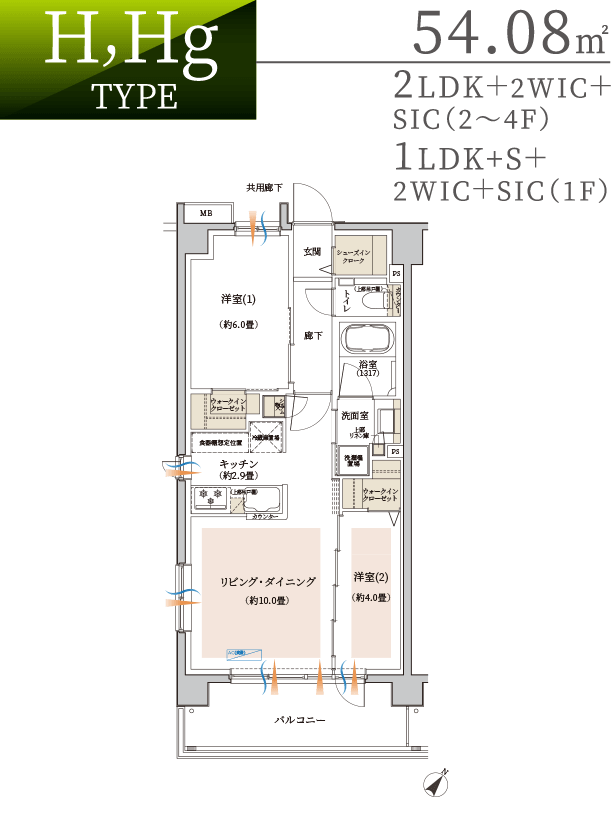 H,Hg
TYPE
54.08㎡
2LDK＋2WIC＋
SIC（2〜4F）
1LDK+S＋
2WIC＋SIC（1F）
共用廊下
MB
玄関
シューズイン
クローク
PS
洋室(1)
（約6.0畳）
（上部吊戸棚）
トイレ
カウンター
廊下
浴室
（1317）
ウォークイン
クローゼット
洗面室
上部
リネン庫
食器棚想定位置
冷蔵庫置場
PS
キッチン
（約2.9畳）
洗濯機
置場
（上部吊戸棚）
ウォークイン
クローゼット
カウンター
リビング・ダイニング
（約10.0畳）
洋室(2)
（約4.0畳）
バルコニー
N